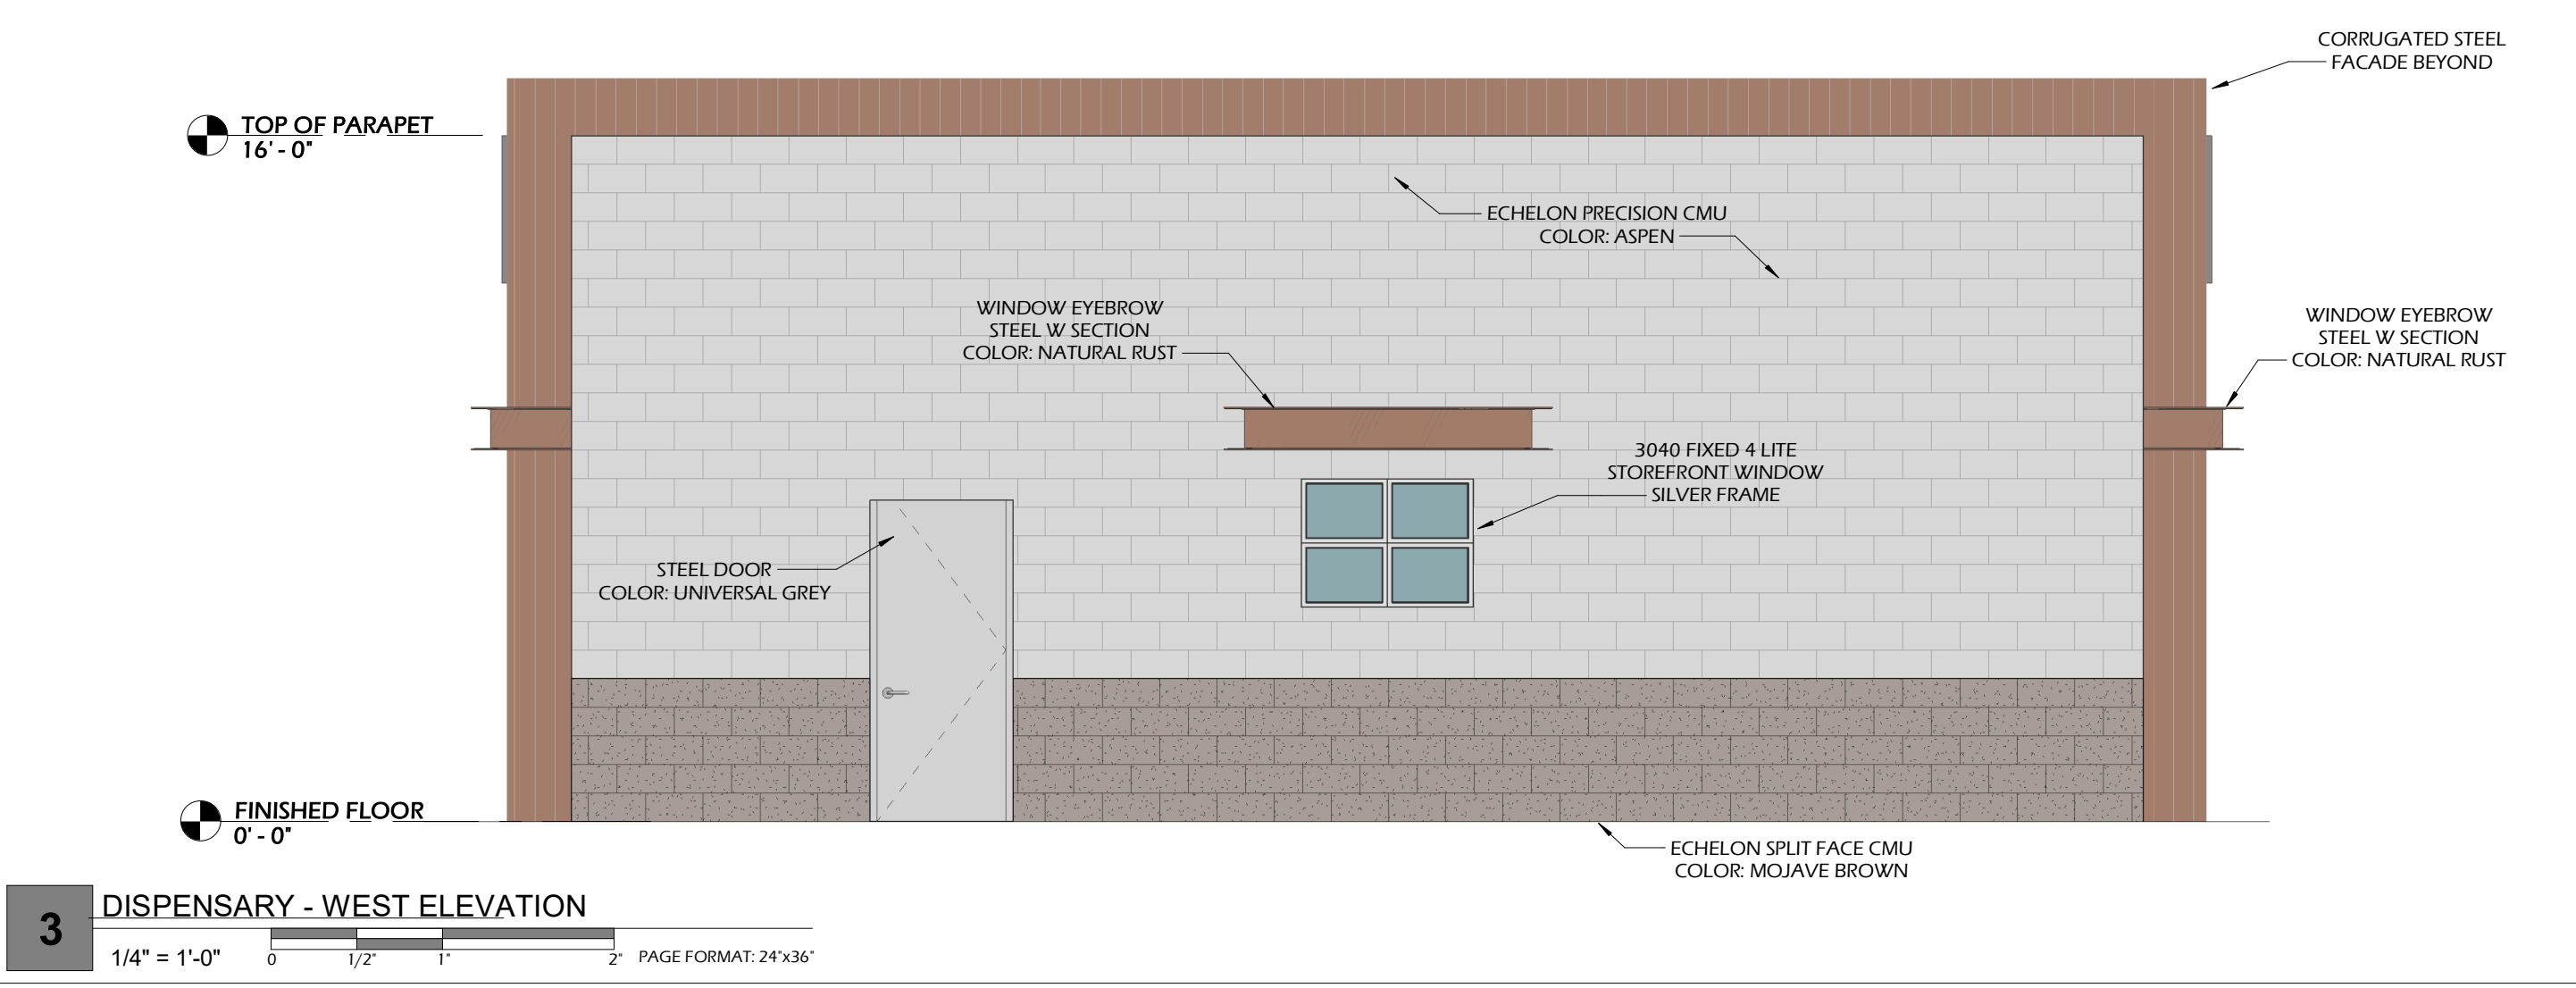 CORRUGATED STEEL
FACADE BEYOND
TOP OF PARAPET
16' - 0"
ECHELON PRECISION CMU
COLOR: ASPEN
WINDOW EYEBROW
STEEL W SECTION
COLOR: NATURAL RUST
WINDOW EYEBROW
STEEL W SECTION
COLOR: NATURAL RUST
3040 FIXED 4 LITE
STOREFRONT WINDOW
SILVER FRAME
STEEL DOOR
COLOR: UNIVERSAL GREY
FINISHED FLOOR
0' - 0"
ECHELON SPLIT FACE CMU
COLOR: MOJAVE BROWN
3
DISPENSARY - WEST ELEVATION
1/4" = 1'-0"
0 1/2" 1" 2"
PAGE FORMAT: 24"x36"